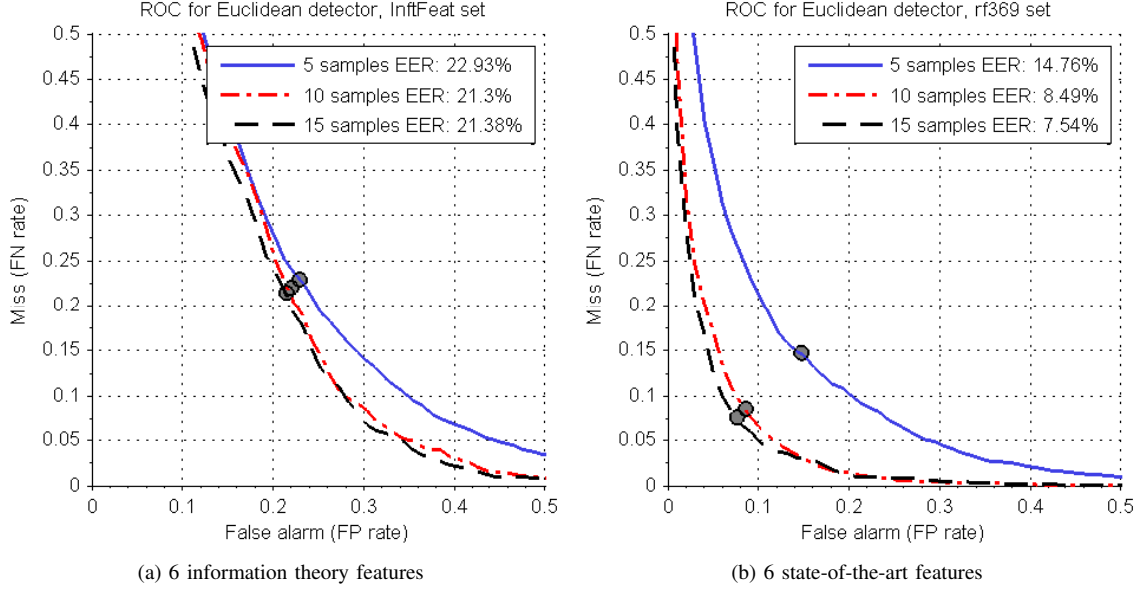 ROC for Euclidean detector, InftFeat set
0.5
0.45
0.4
0.35
0.3
0.25
0.2
0.15
0.1
0.05
0
Miss (FN rate)
5 samples EER: 22.93%
10 samples EER: 21.3%
15 samples EER: 21.38%
0 0.1 0.2 0.3 0.4 0.5
False alarm (FP rate)
(a) 6 information theory features
ROC for Euclidean detector, rf369 set
0.5
0.45
0.4
0.35
0.3
0.25
0.2
0.15
0.1
0.05
0
Miss (FN rate)
5 samples EER: 14.76%
10 samples EER: 8.49%
15 samples EER: 7.54%
0 0.1 0.2 0.3 0.4 0.5
False alarm (FP rate)
(b) 6 state-of-the-art features